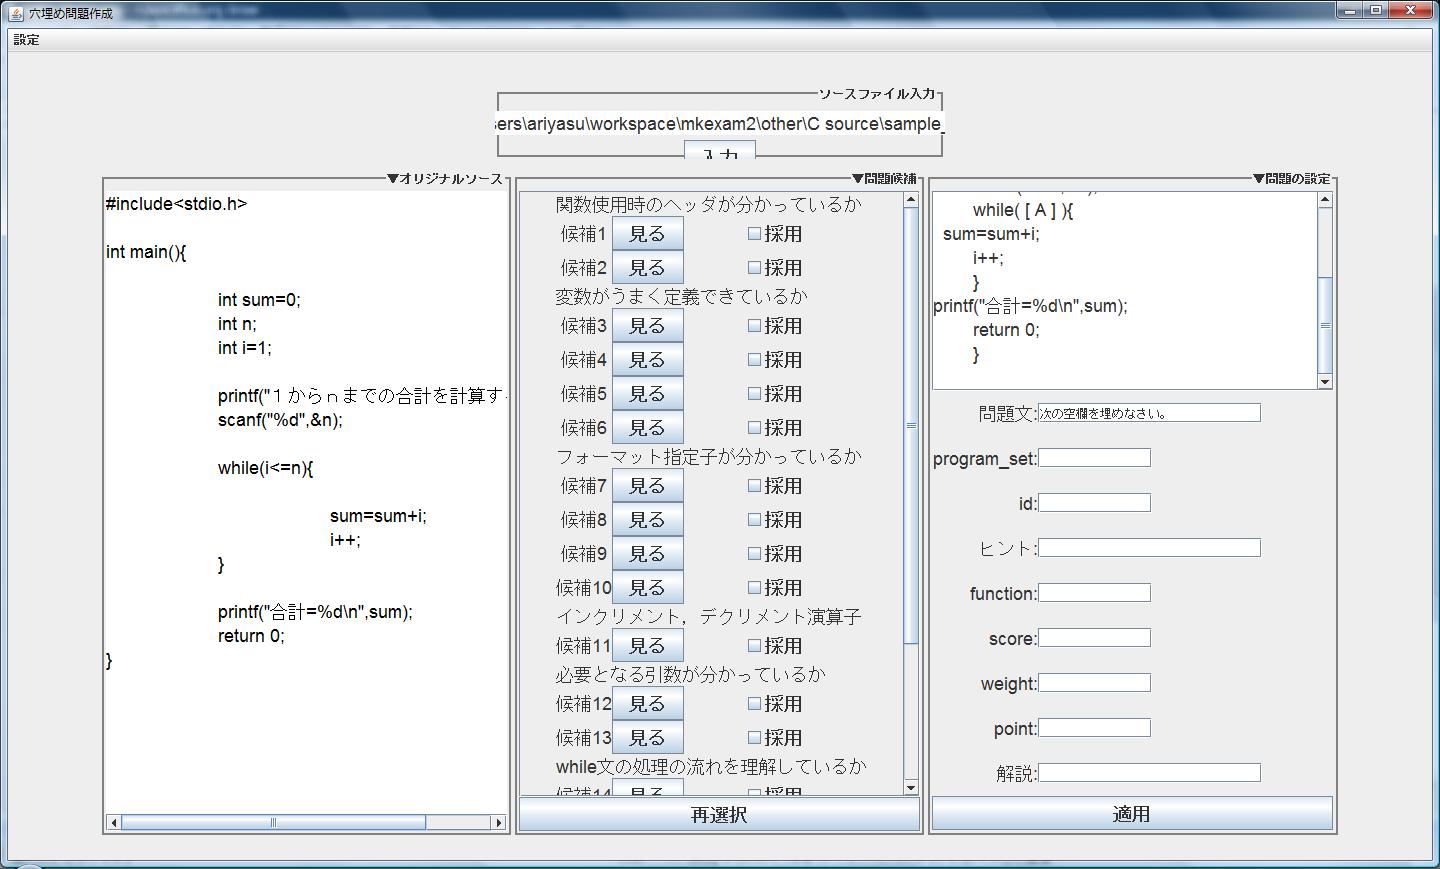 穴埋め問題作成
設定
ソースファイル入力
sers\ariyasu\workspace\mkexam2\other\C source\sample_
入力
▼オリジナルソース
#include<stdio.h>
int main(){
int sum=0;
int n;
int i=1;
printf("１からｎまでの合計を計算す
scanf("%d",&n);
while(i<=n){
sum=sum+i;
i++;
}
printf("合計=%d\n",sum);
return 0;
}
▼問題候補
関数使用時のヘッダが分かっているか
候補1 見る 採用
候補2 見る 採用
変数がうまく定義できているか
候補3 見る 採用
候補4 見る 採用
候補5 見る 採用
候補6 見る 採用
フォーマット指定子が分かっているか
候補7 見る 採用
候補8 見る 採用
候補9 見る 採用
候補10 見る 採用
インクリメント，デクリメント演算子
候補11 見る 採用
必要となる引数が分かっているか
候補12 見る 採用
候補13 見る 採用
while文の処理の流れを理解しているか
候補14 見る 採用
再選択
▼問題の設定
while( [ A ] ){
sum=sum+i;
i++;
}
printf("合計=%d\n",sum);
return 0;
}
問題文:次の空欄を埋めなさい。
program_set:
id:
ヒント:
function:
score:
weight:
point:
解説:
適用